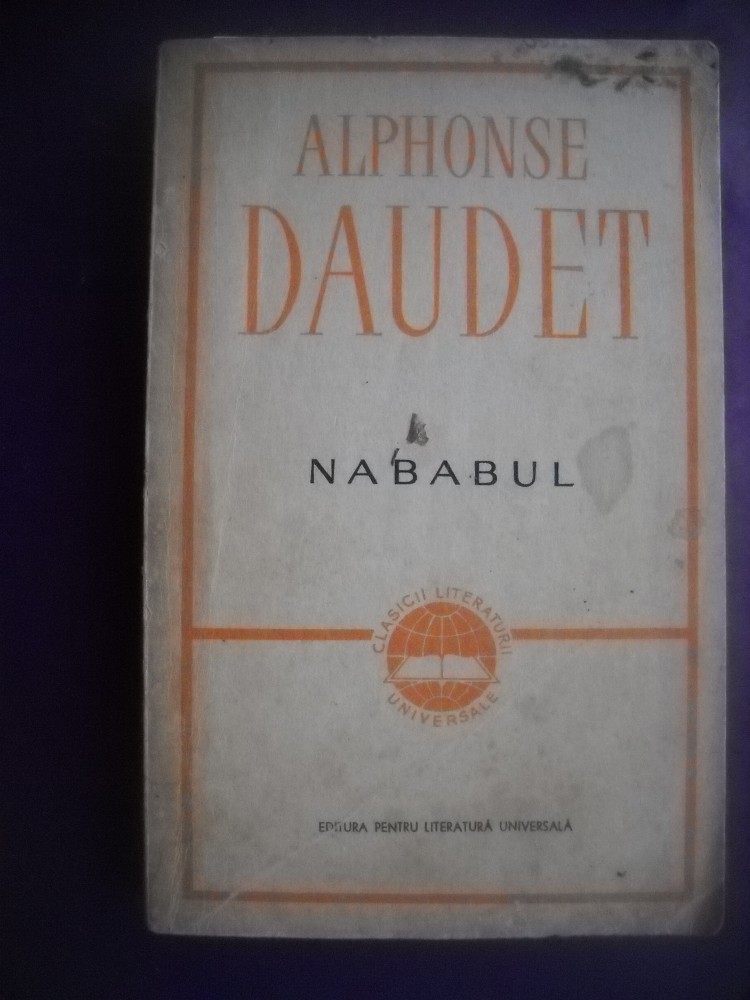 ALPHONSE
DAUDET
NABABUL
CLASICII LITERATURII
UNIVERSALE
EDITURA PENTRU LITERATURĂ UNIVERSALĂ